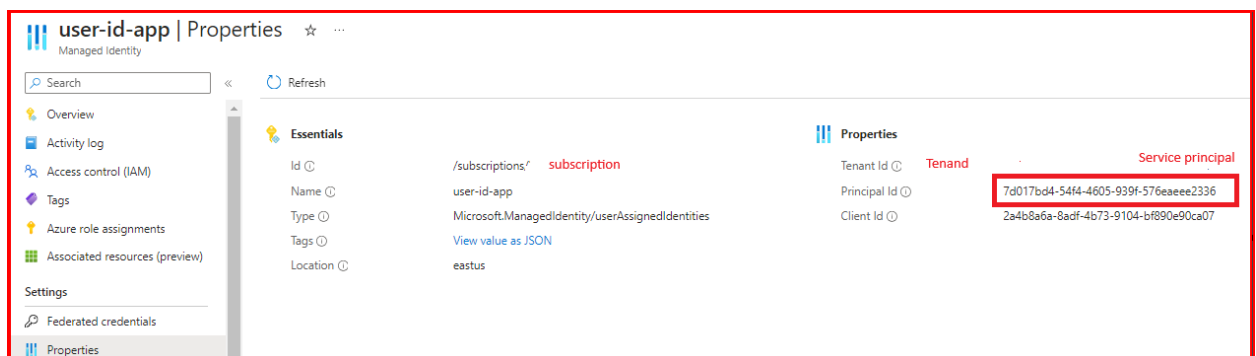 user-id-app | Properties ☆ ...
Managed Identity
Search «
Refresh
Overview
Activity log
Access control (IAM)
Tags
Azure role assignments
Associated resources (preview)
Settings
Federated credentials
Properties
Essentials
Id /subscriptions/ subscription
Name user-id-app
Type Microsoft.ManagedIdentity/userAssignedIdentities
Tags View value as JSON
Location eastus
Properties
Service principal
Tenant Id Tenand
Principal Id 7d017bd4-54f4-4605-939f-576eaeee2336
Client Id 2a4b8a6a-8adf-4b73-9104-bf890e90ca07